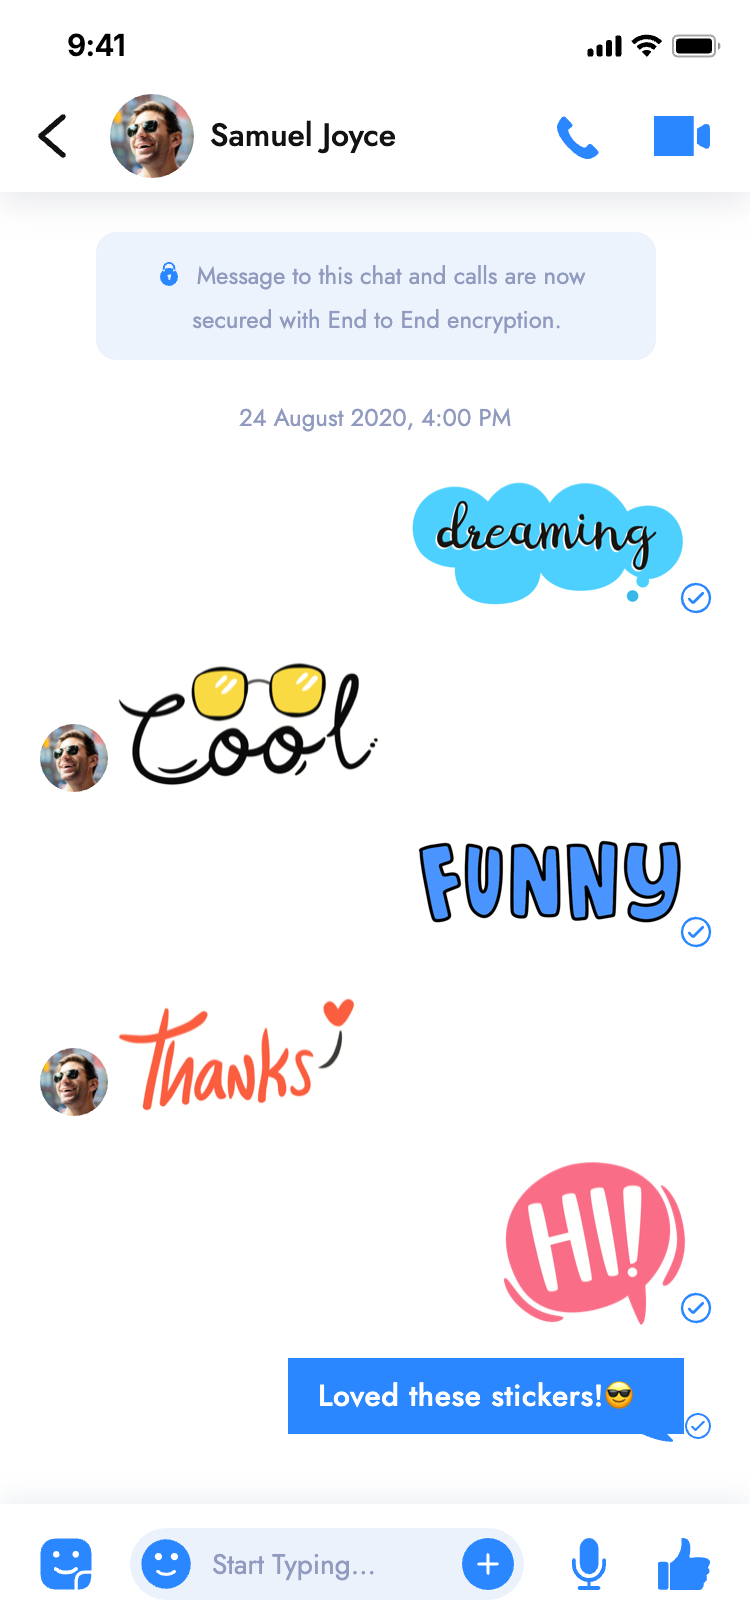 9:41
Samuel Joyce
Message to this chat and calls are now
secured with End to End encryption.
24 August 2020, 4:00 PM
dreaming
Cool
FUNNY
Thanks
HI!
Loved these stickers!😎
Start Typing...